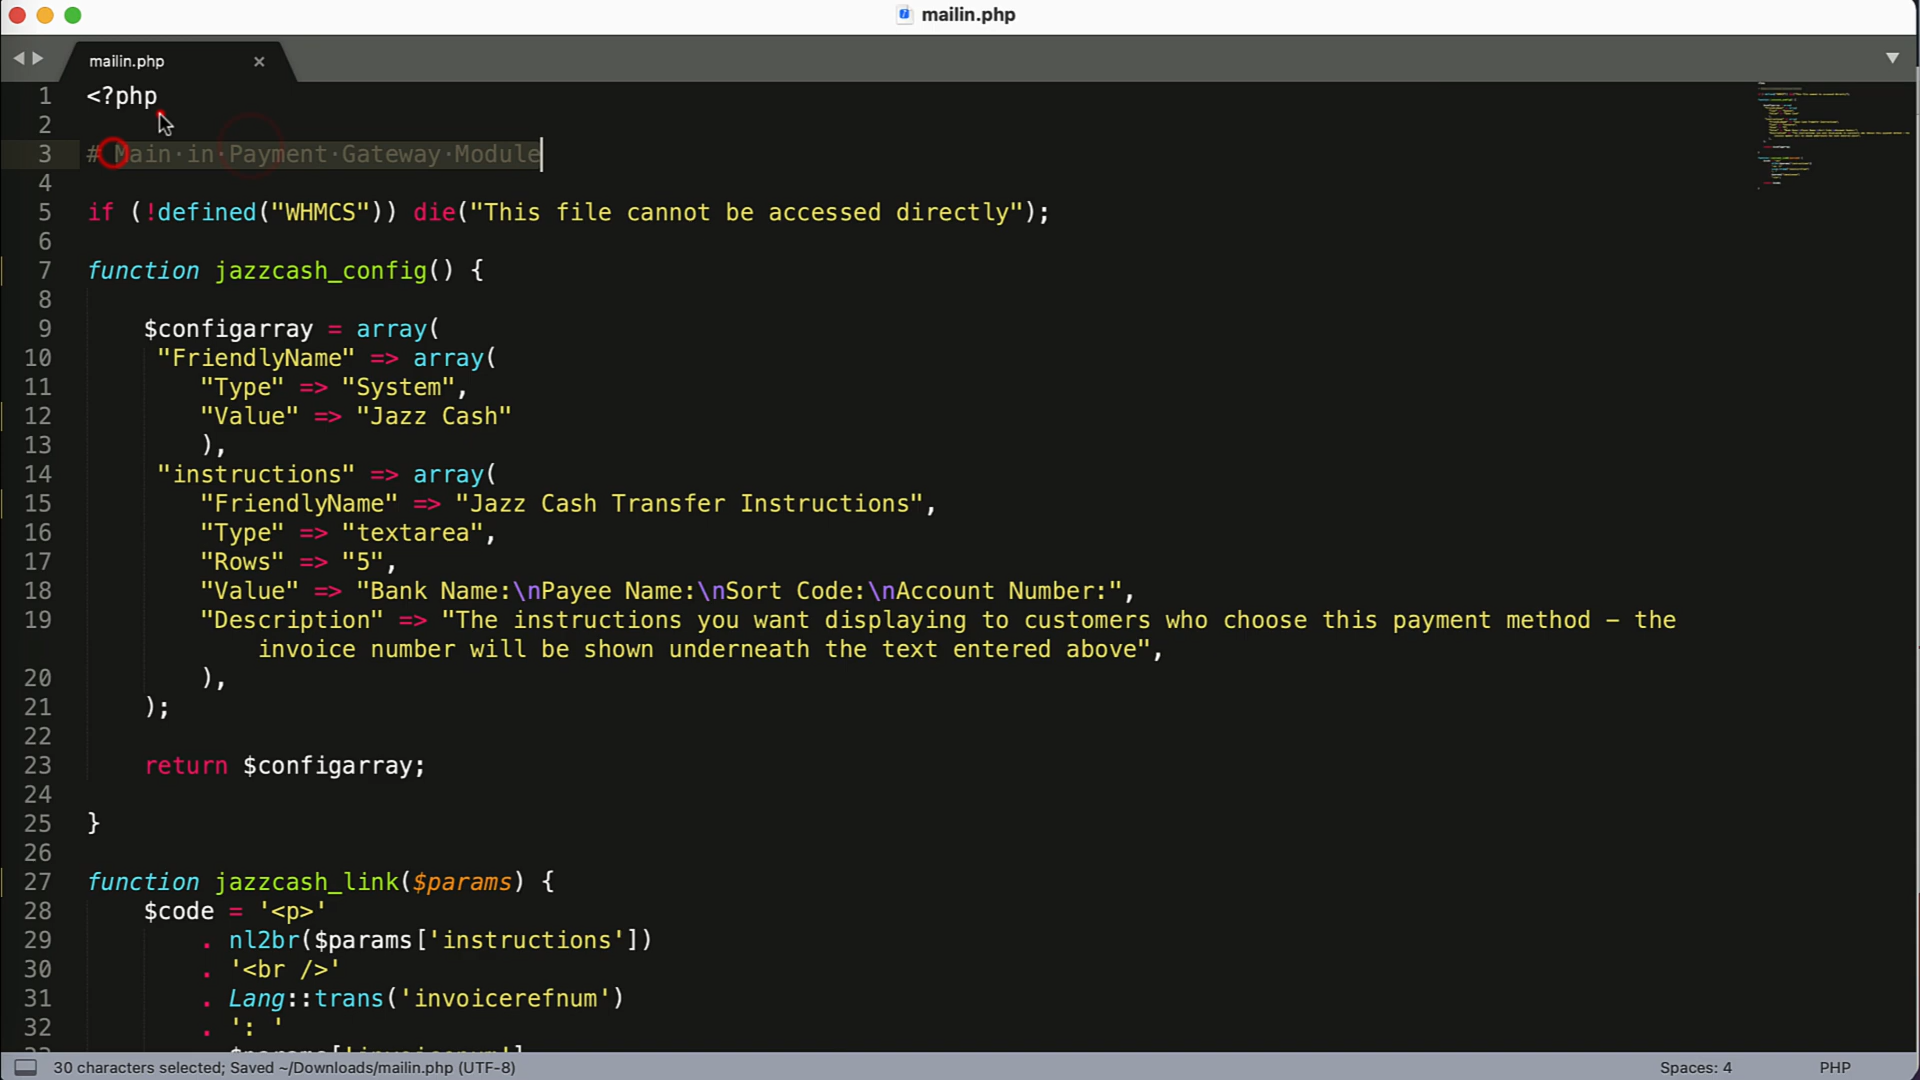 mailin.php
mailin.php
1 <?php
2
3 # Main in Payment Gateway Module
4
5 if (!defined("WHMCS")) die("This file cannot be accessed directly");
6
7 function jazzcash_config() {
8
9 $configarray = array(
10 "FriendlyName" => array(
11 "Type" => "System",
12 "Value" => "Jazz Cash"
13 ),
14 "instructions" => array(
15 "FriendlyName" => "Jazz Cash Transfer Instructions",
16 "Type" => "textarea",
17 "Rows" => "5",
18 "Value" => "Bank Name:\nPayee Name:\nSort Code:\nAccount Number:",
19 "Description" => "The instructions you want displaying to customers who choose this payment method – the
invoice number will be shown underneath the text entered above",
20 ),
21 );
22
23 return $configarray;
24
25 }
26
27 function jazzcash_link($params) {
28 $code = '<p>'
29 . nl2br($params['instructions'])
30 . '<br />'
31 . Lang::trans('invoicerefnum')
32 . ': '
30 characters selected; Saved ~/Downloads/mailin.php (UTF-8)
Spaces: 4
PHP